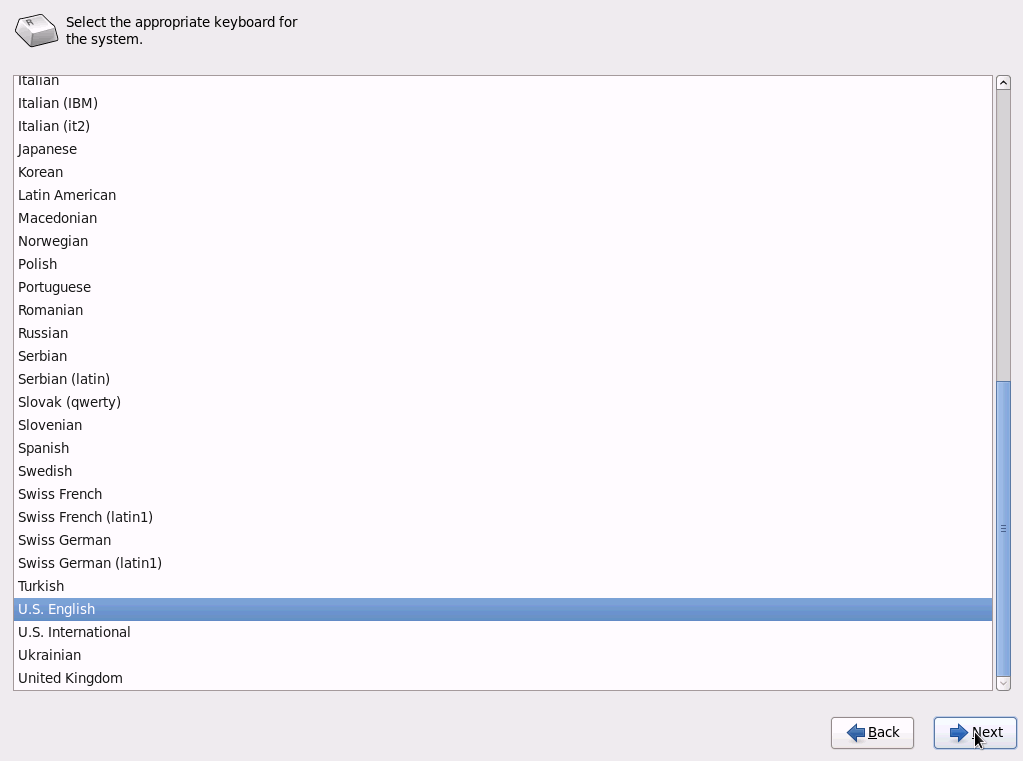 Select the appropriate keyboard for
the system.
Italian
Italian (IBM)
Italian (it2)
Japanese
Korean
Latin American
Macedonian
Norwegian
Polish
Portuguese
Romanian
Russian
Serbian
Serbian (latin)
Slovak (qwerty)
Slovenian
Spanish
Swedish
Swiss French
Swiss French (latin1)
Swiss German
Swiss German (latin1)
Turkish
U.S. English
U.S. International
Ukrainian
United Kingdom
Back Next